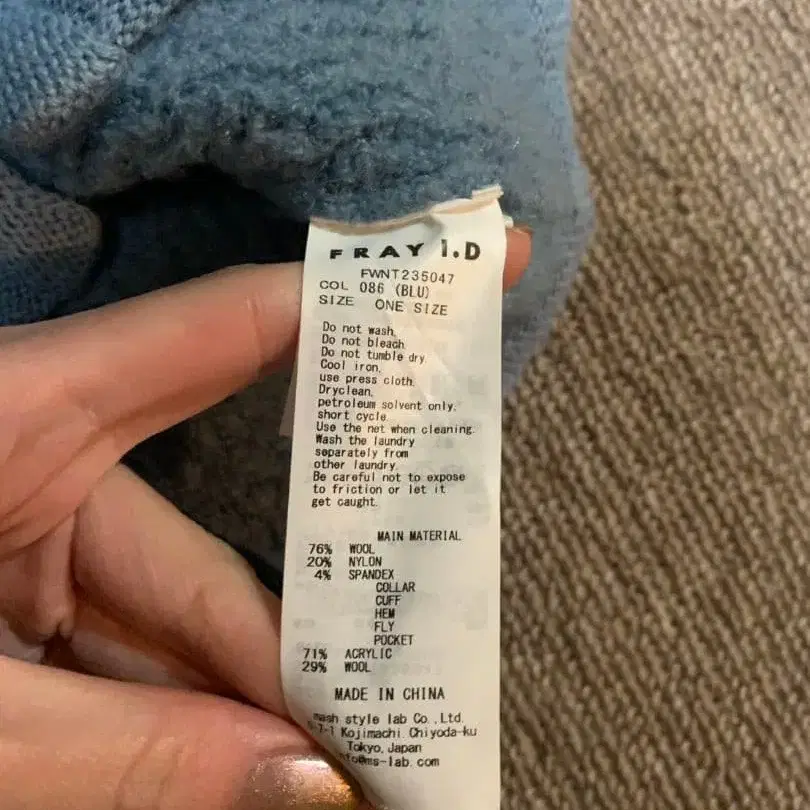 FRAY I.D
FWNT235047
COL 086 (BLU)
SIZE ONE SIZE
Do not wash,
Do not bleach.
Do not tumble dry.
Cool iron,
use press cloth.
Dryclean,
petroleum solvent only.
short cycle.
Use the net when cleaning.
Wash the laundry
separately from
other laundry.
Be careful not to expose
to friction or let it
get caught.
MAIN MATERIAL
76% WOOL
20% NYLON
4% SPANDEX
COLLAR
CUFF
HEM
FLY
POCKET
71% ACRYLIC
29% WOOL
MADE IN CHINA
mash style lab Co.,Ltd.
Kojimachi Chiyoda-ku
Tokyo, Japan